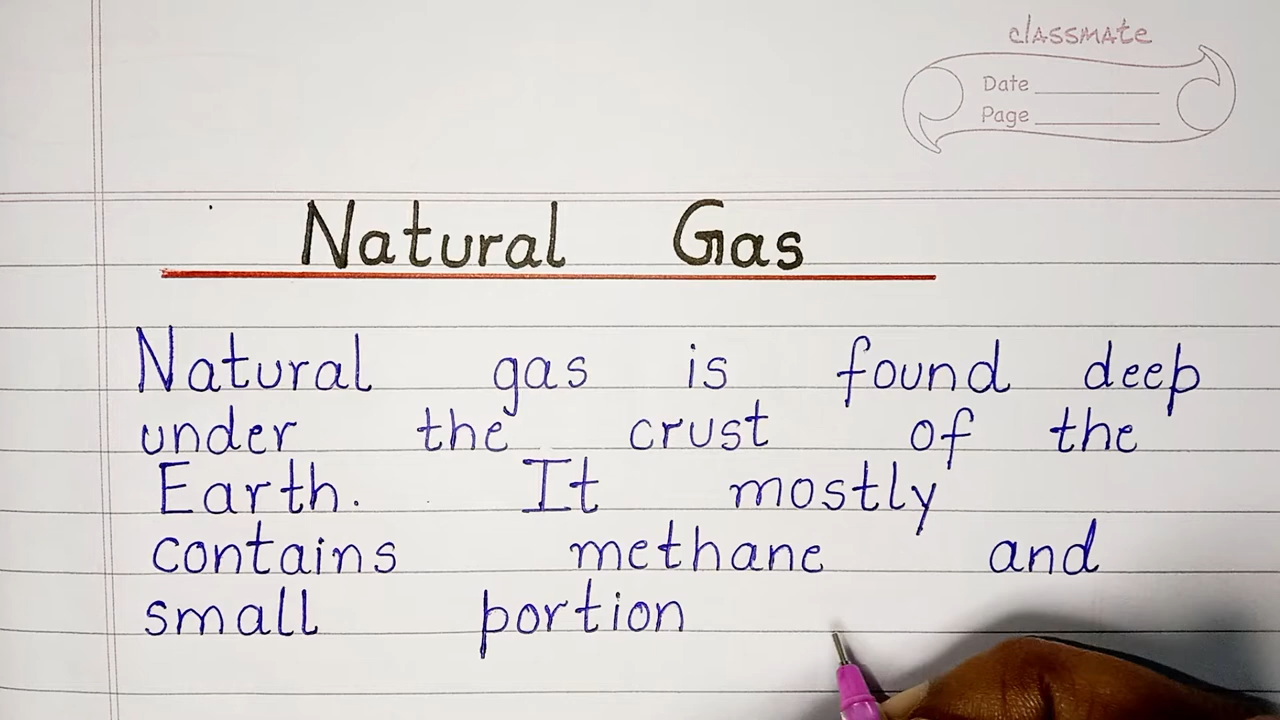 classmate
Date
Page
Natural Gas
Natural gas is found deep
under the crust of the
Earth. It mostly
contains methane and
small portion